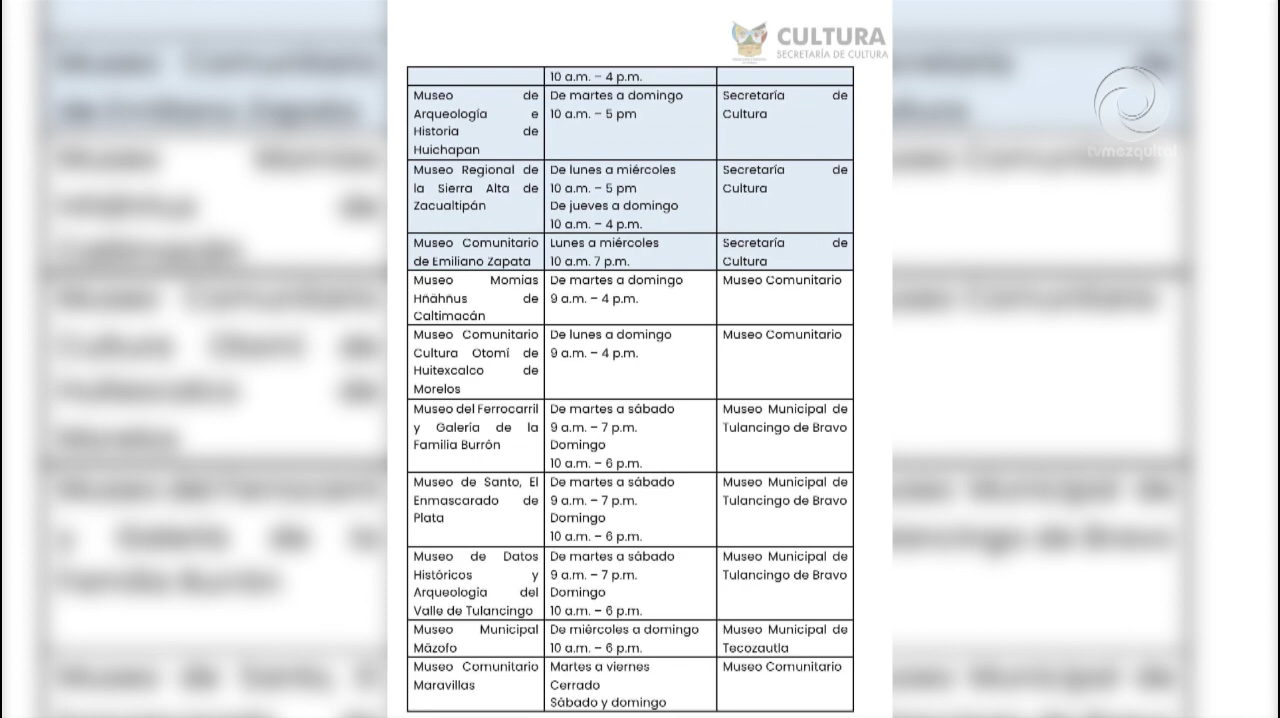 CULTURA
SECRETARÍA DE CULTURA
tvmazquital
10 a.m. – 4 p.m.
Museo de
Arqueología e
Historia de
Huichapan
De martes a domingo
10 a.m. – 5 pm
Secretaría de
Cultura
Museo Regional de
la Sierra Alta de
Zacualtipán
De lunes a miércoles
10 a.m. – 5 pm
De jueves a domingo
10 a.m. – 4 p.m.
Secretaría de
Cultura
Museo Comunitario
de Emiliano Zapata
Lunes a miércoles
10 a.m. 7 p.m.
Secretaría de
Cultura
Museo Momias
Hñähñus de
Caltimacán
De martes a domingo
9 a.m. – 4 p.m.
Museo Comunitario
Museo Comunitario
Cultura Otomí de
Huitexcalco de
Morelos
De lunes a domingo
9 a.m. – 4 p.m.
Museo Comunitario
Museo del Ferrocarril
y Galería de la
Familia Burrón
De martes a sábado
9 a.m. – 7 p.m.
Domingo
10 a.m. – 6 p.m.
Museo Municipal de
Tulancingo de Bravo
Museo de Santo, El
Enmascarado de
Plata
De martes a sábado
9 a.m. – 7 p.m.
Domingo
10 a.m. – 6 p.m.
Museo Municipal de
Tulancingo de Bravo
Museo de Datos
Históricos y
Arqueología del
Valle de Tulancingo
De martes a sábado
9 a.m. – 7 p.m.
Domingo
10 a.m. – 6 p.m.
Museo Municipal de
Tulancingo de Bravo
Museo Municipal
Mäzofo
De miércoles a domingo
10 a.m. – 6 p.m.
Museo Municipal de
Tecozautla
Museo Comunitario
Maravillas
Martes a viernes
Cerrado
Sábado y domingo
Museo Comunitario